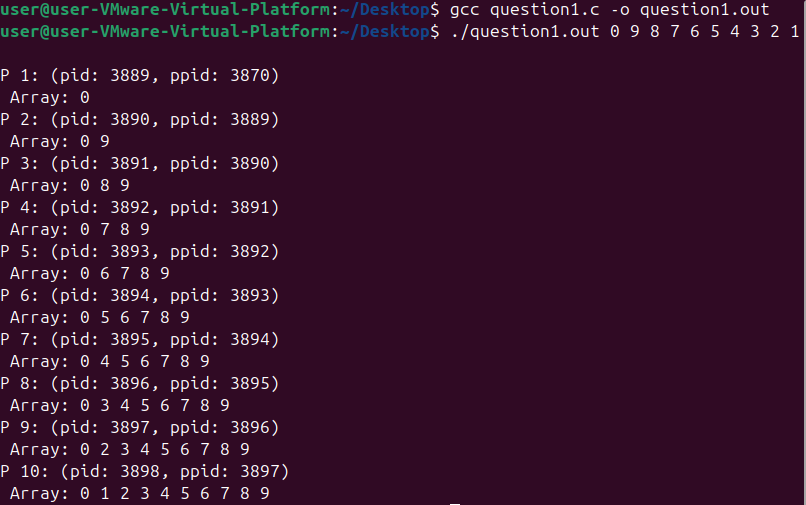 user@user-VMware-Virtual-Platform:~/Desktop$ gcc question1.c -o question1.out
user@user-VMware-Virtual-Platform:~/Desktop$ ./question1.out 0 9 8 7 6 5 4 3 2 1
P 1: (pid: 3889, ppid: 3870)
Array: 0
P 2: (pid: 3890, ppid: 3889)
Array: 0 9
P 3: (pid: 3891, ppid: 3890)
Array: 0 8 9
P 4: (pid: 3892, ppid: 3891)
Array: 0 7 8 9
P 5: (pid: 3893, ppid: 3892)
Array: 0 6 7 8 9
P 6: (pid: 3894, ppid: 3893)
Array: 0 5 6 7 8 9
P 7: (pid: 3895, ppid: 3894)
Array: 0 4 5 6 7 8 9
P 8: (pid: 3896, ppid: 3895)
Array: 0 3 4 5 6 7 8 9
P 9: (pid: 3897, ppid: 3896)
Array: 0 2 3 4 5 6 7 8 9
P 10: (pid: 3898, ppid: 3897)
Array: 0 1 2 3 4 5 6 7 8 9